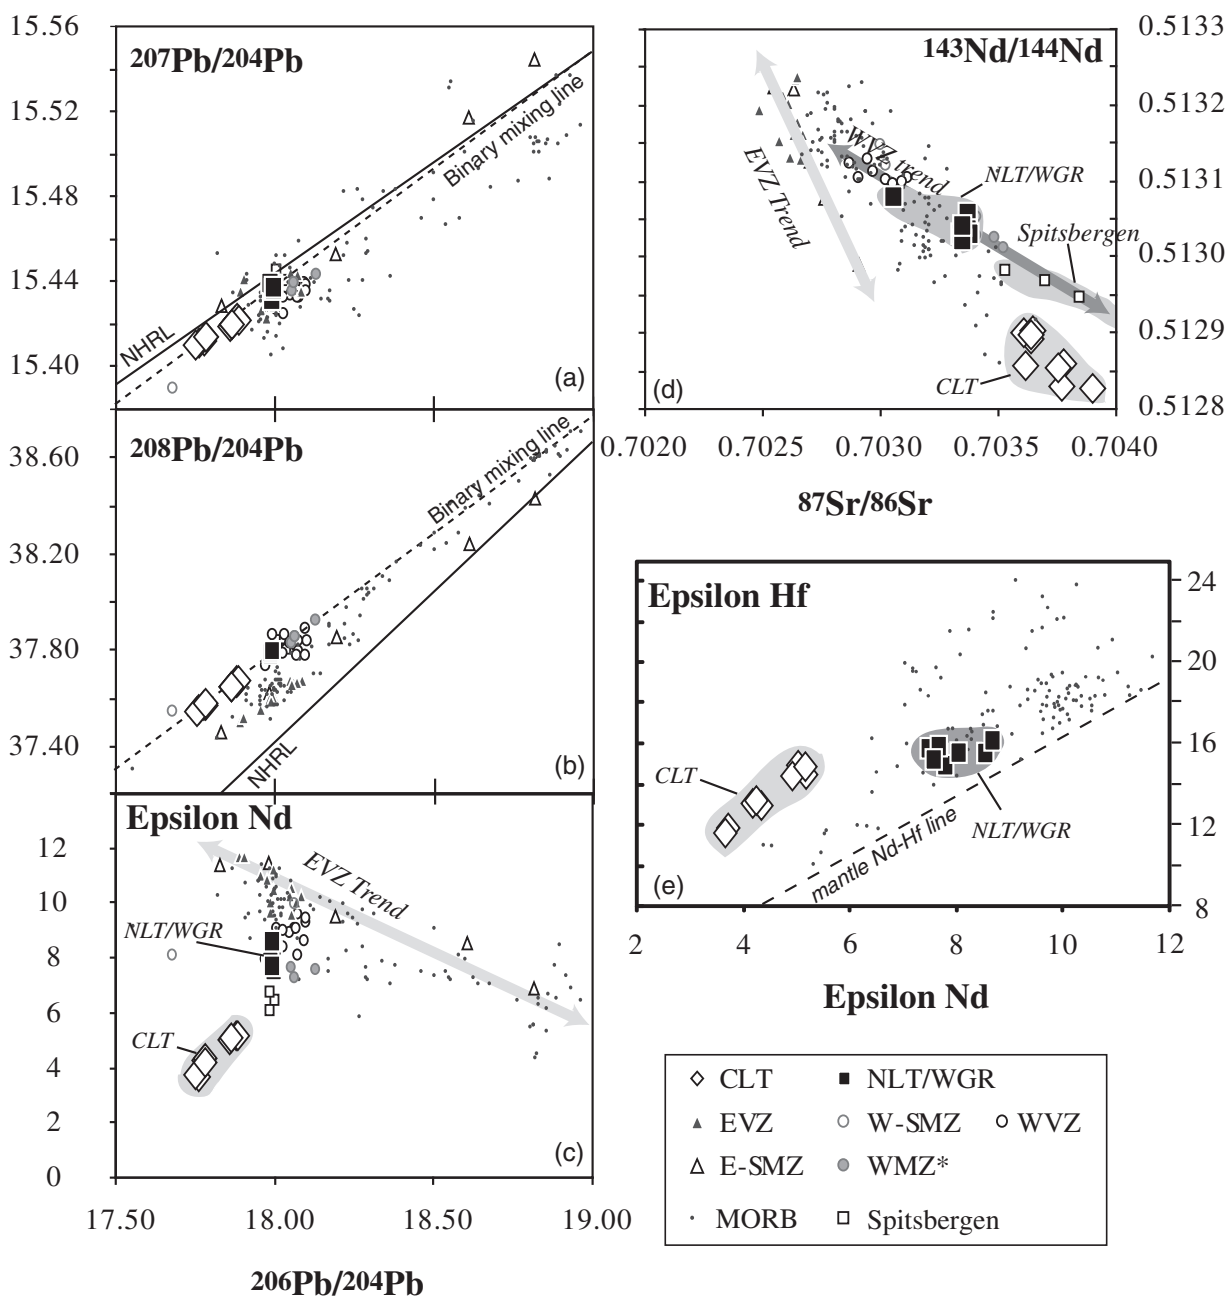 15.56
15.52
15.48
15.44
15.40
207Pb/204Pb
Binary mixing line
NHRL
(a)
38.60
38.20
37.80
37.40
208Pb/204Pb
Binary mixing line
NHRL
(b)
12
10
8
6
4
2
0
Epsilon Nd
EVZ Trend
NLT/WGR
CLT
(c)
17.50 18.00 18.50 19.00
206Pb/204Pb
143Nd/144Nd
0.5133
0.5132
0.5131
0.5130
0.5129
0.5128
WVZ trend
EVZ Trend
NLT/WGR
Spitsbergen
CLT
(d)
0.7020 0.7025 0.7030 0.7035 0.7040
87Sr/86Sr
Epsilon Hf
24
20
16
12
8
CLT
NLT/WGR
mantle Nd-Hf line
(e)
2 4 6 8 10 12
Epsilon Nd
CLT NLT/WGR
EVZ W-SMZ WVZ
E-SMZ WMZ*
MORB Spitsbergen